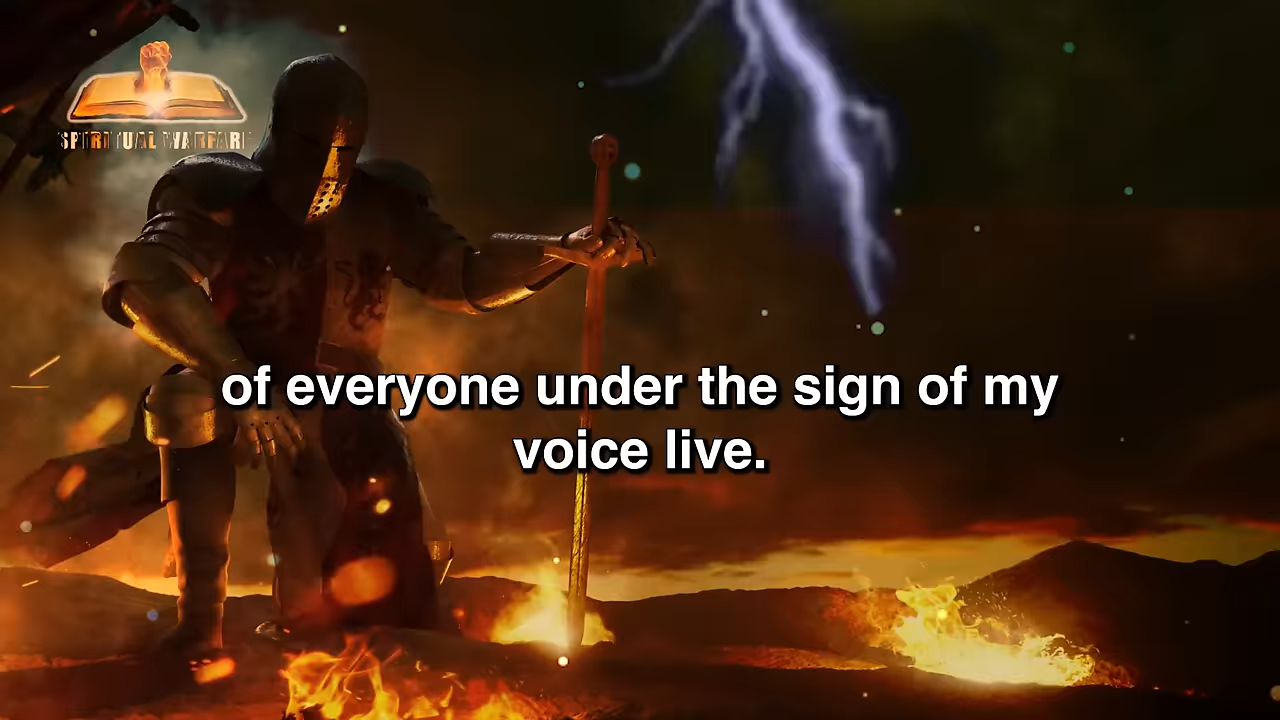 SPIRITUAL WARFARE
of everyone under the sign of my
voice live.